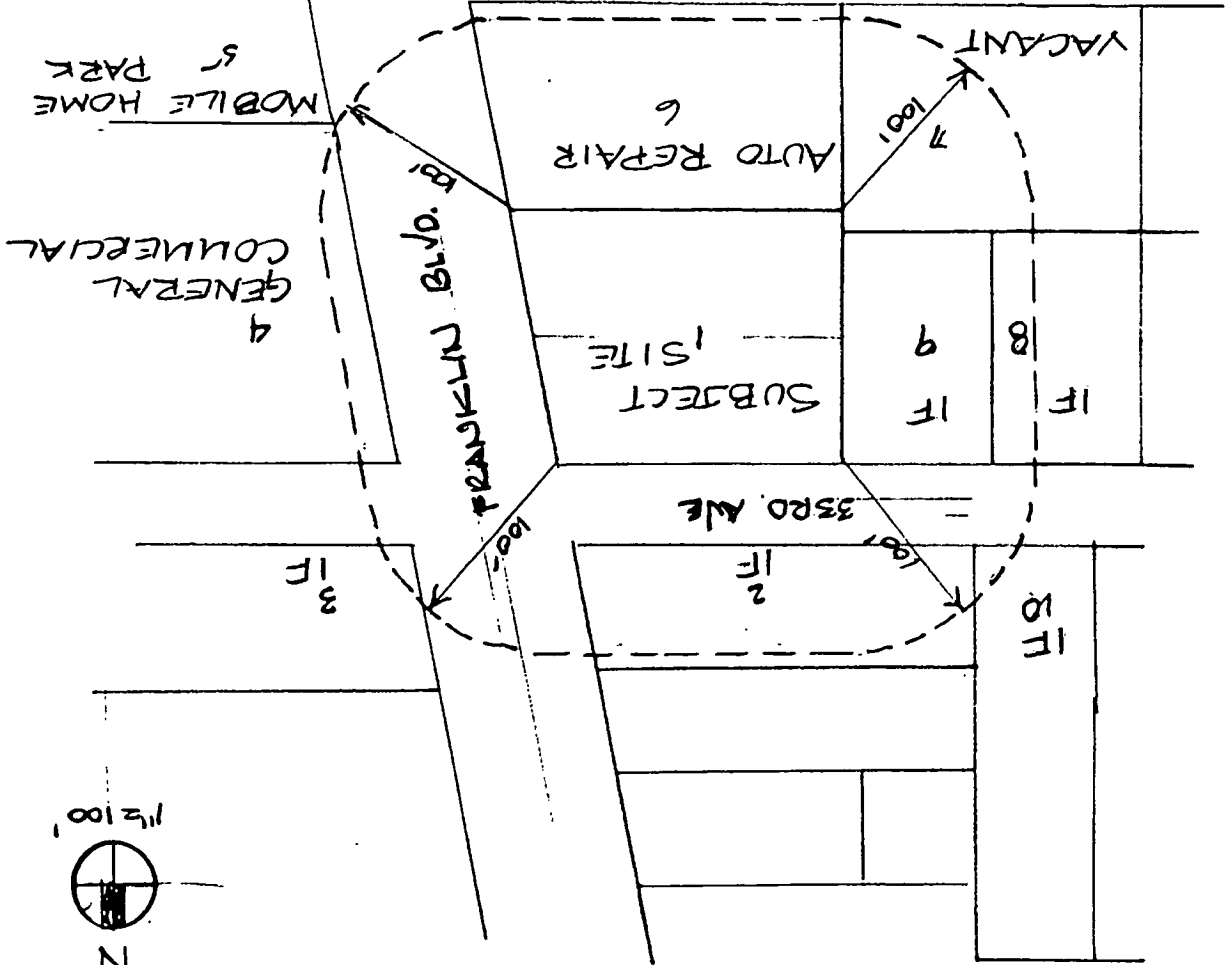 N
1"=100'
1F
10
2
1F
3
1F
100'
33RD. AVE
100'
FRANKLIN BLVD.
1F
8
1F
9
SUBJECT
1 SITE
4
GENERAL
COMMERCIAL
7
100'
VACANT
AUTO REPAIR
6
100'
MOBILE HOME
PARK
5